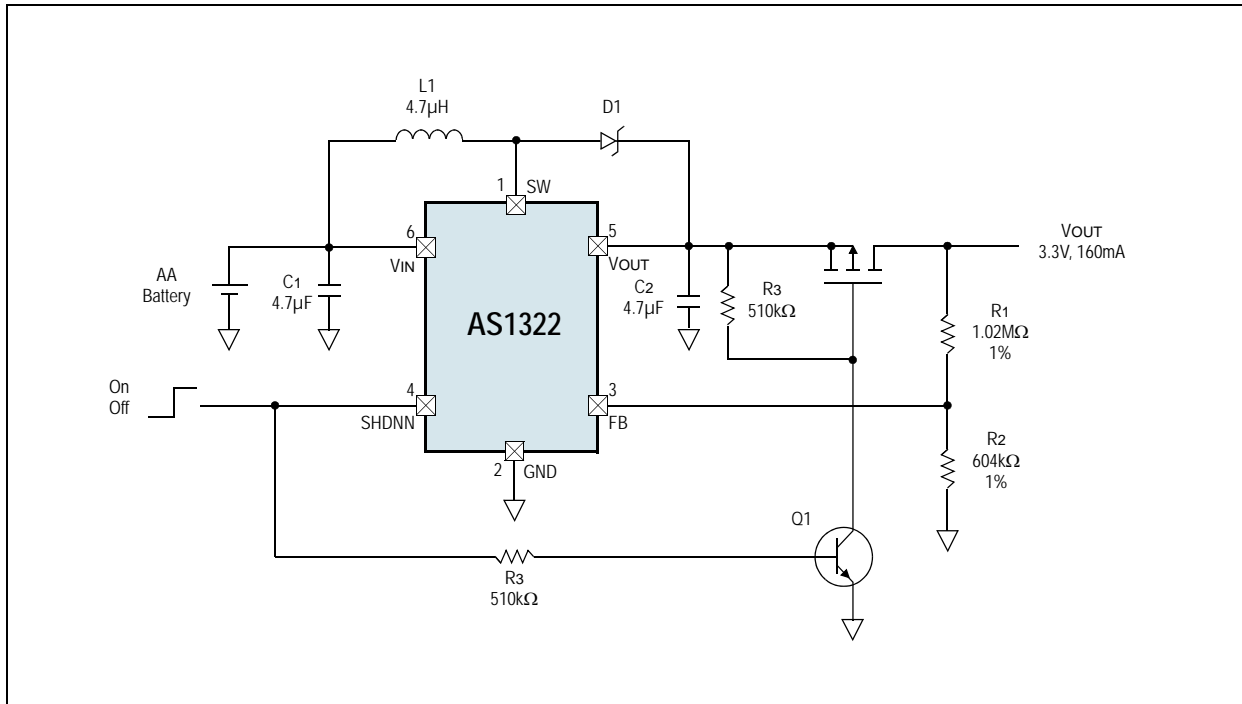 L1
4.7µH
D1
1 SW
6
VIN
5
VOUT
VOUT
3.3V, 160mA
AA
Battery
C1
4.7µF
C2
4.7µF
R3
510kΩ
AS1322
R1
1.02MΩ
1%
On
Off
4
SHDNN
3
FB
R2
604kΩ
1%
2 GND
Q1
R3
510kΩ